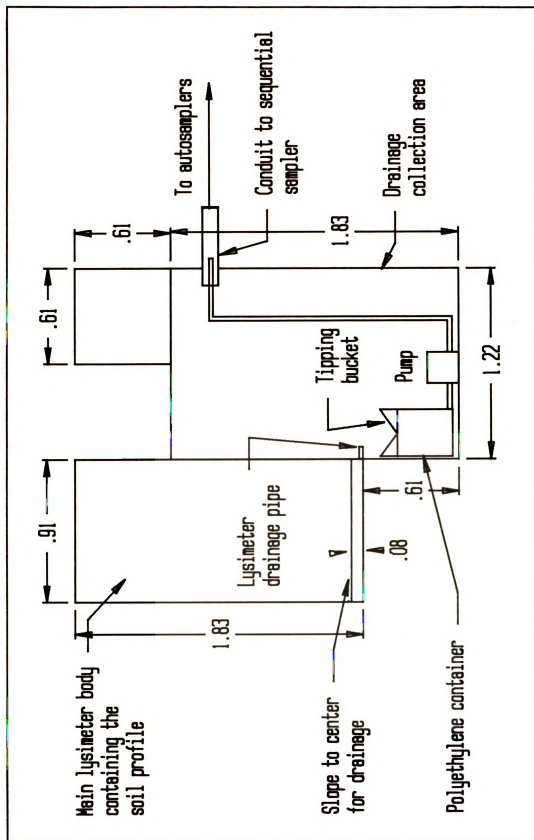 Main lysimeter body
containing the
soil profile
Slope to center
for drainage
Polyethylene container
Lysimeter
drainage pipe
Tipping
bucket
Pump
To autosamplers
Conduit to sequential
sampler
Drainage
collection area
.91
1.83
.08
.61
1.22
.61
.61
1.83